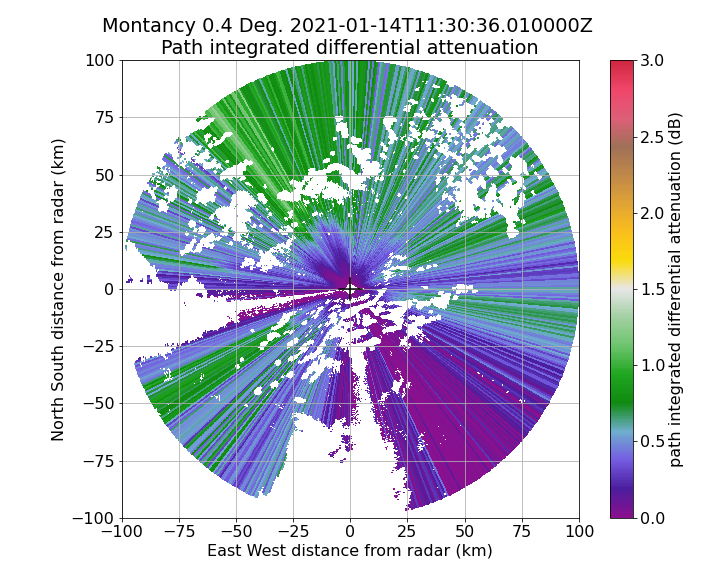 Montancy 0.4 Deg. 2021-01-14T11:30:36.010000Z
Path integrated differential attenuation
100
75
50
25
0
−25
−50
−75
−100
−100 −75 −50 −25 0 25 50 75 100
North South distance from radar (km)
East West distance from radar (km)
3.0
2.5
2.0
1.5
1.0
0.5
0.0
path integrated differential attenuation (dB)